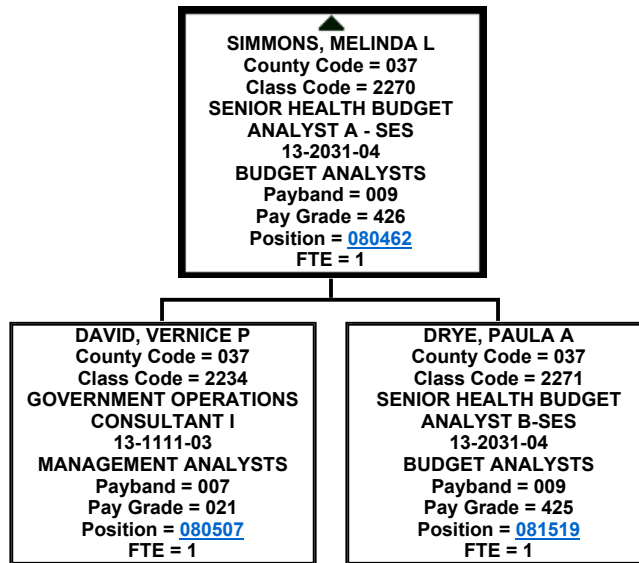 SIMMONS, MELINDA L
County Code = 037
Class Code = 2270
SENIOR HEALTH BUDGET
ANALYST A - SES
13-2031-04
BUDGET ANALYSTS
Payband = 009
Pay Grade = 426
Position = 080462
FTE = 1
DAVID, VERNICE P
County Code = 037
Class Code = 2234
GOVERNMENT OPERATIONS
CONSULTANT I
13-1111-03
MANAGEMENT ANALYSTS
Payband = 007
Pay Grade = 021
Position = 080507
FTE = 1
DRYE, PAULA A
County Code = 037
Class Code = 2271
SENIOR HEALTH BUDGET
ANALYST B-SES
13-2031-04
BUDGET ANALYSTS
Payband = 009
Pay Grade = 425
Position = 081519
FTE = 1